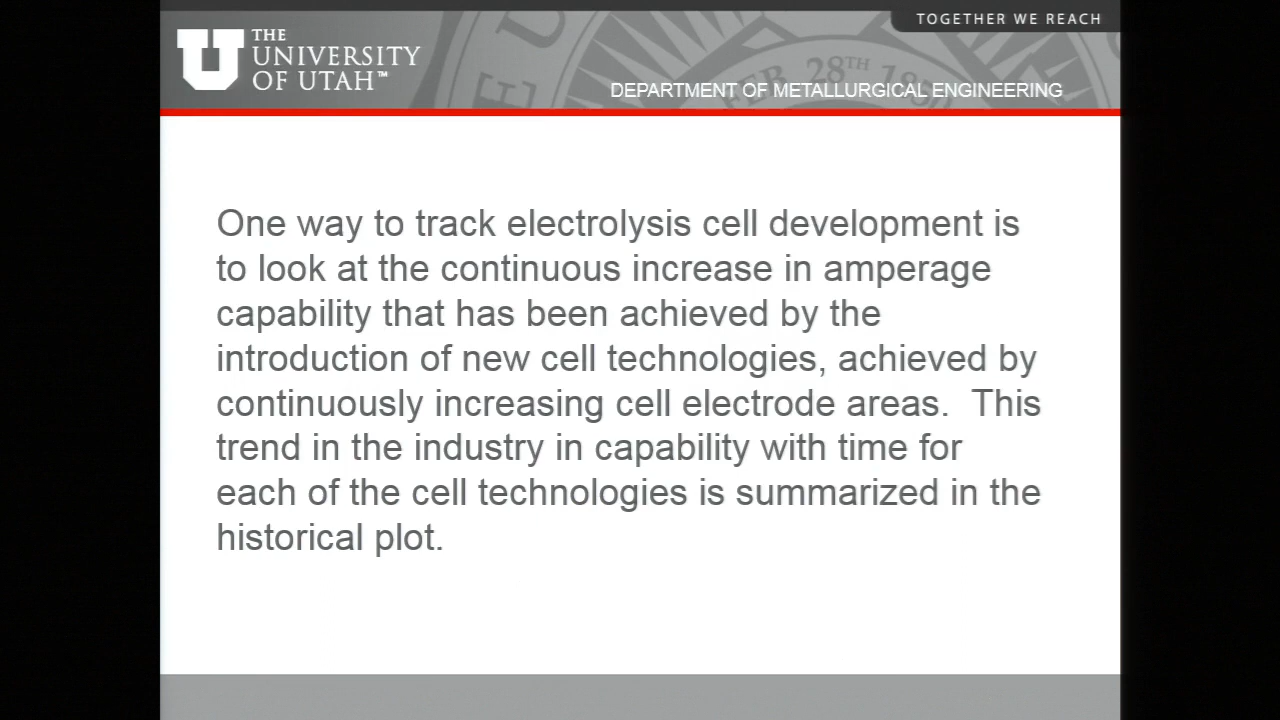 TOGETHER WE REACH
THE
UNIVERSITY
OF UTAH™
FEB. 28TH 1850
DEPARTMENT OF METALLURGICAL ENGINEERING
One way to track electrolysis cell development is
to look at the continuous increase in amperage
capability that has been achieved by the
introduction of new cell technologies, achieved by
continuously increasing cell electrode areas.  This
trend in the industry in capability with time for
each of the cell technologies is summarized in the
historical plot.